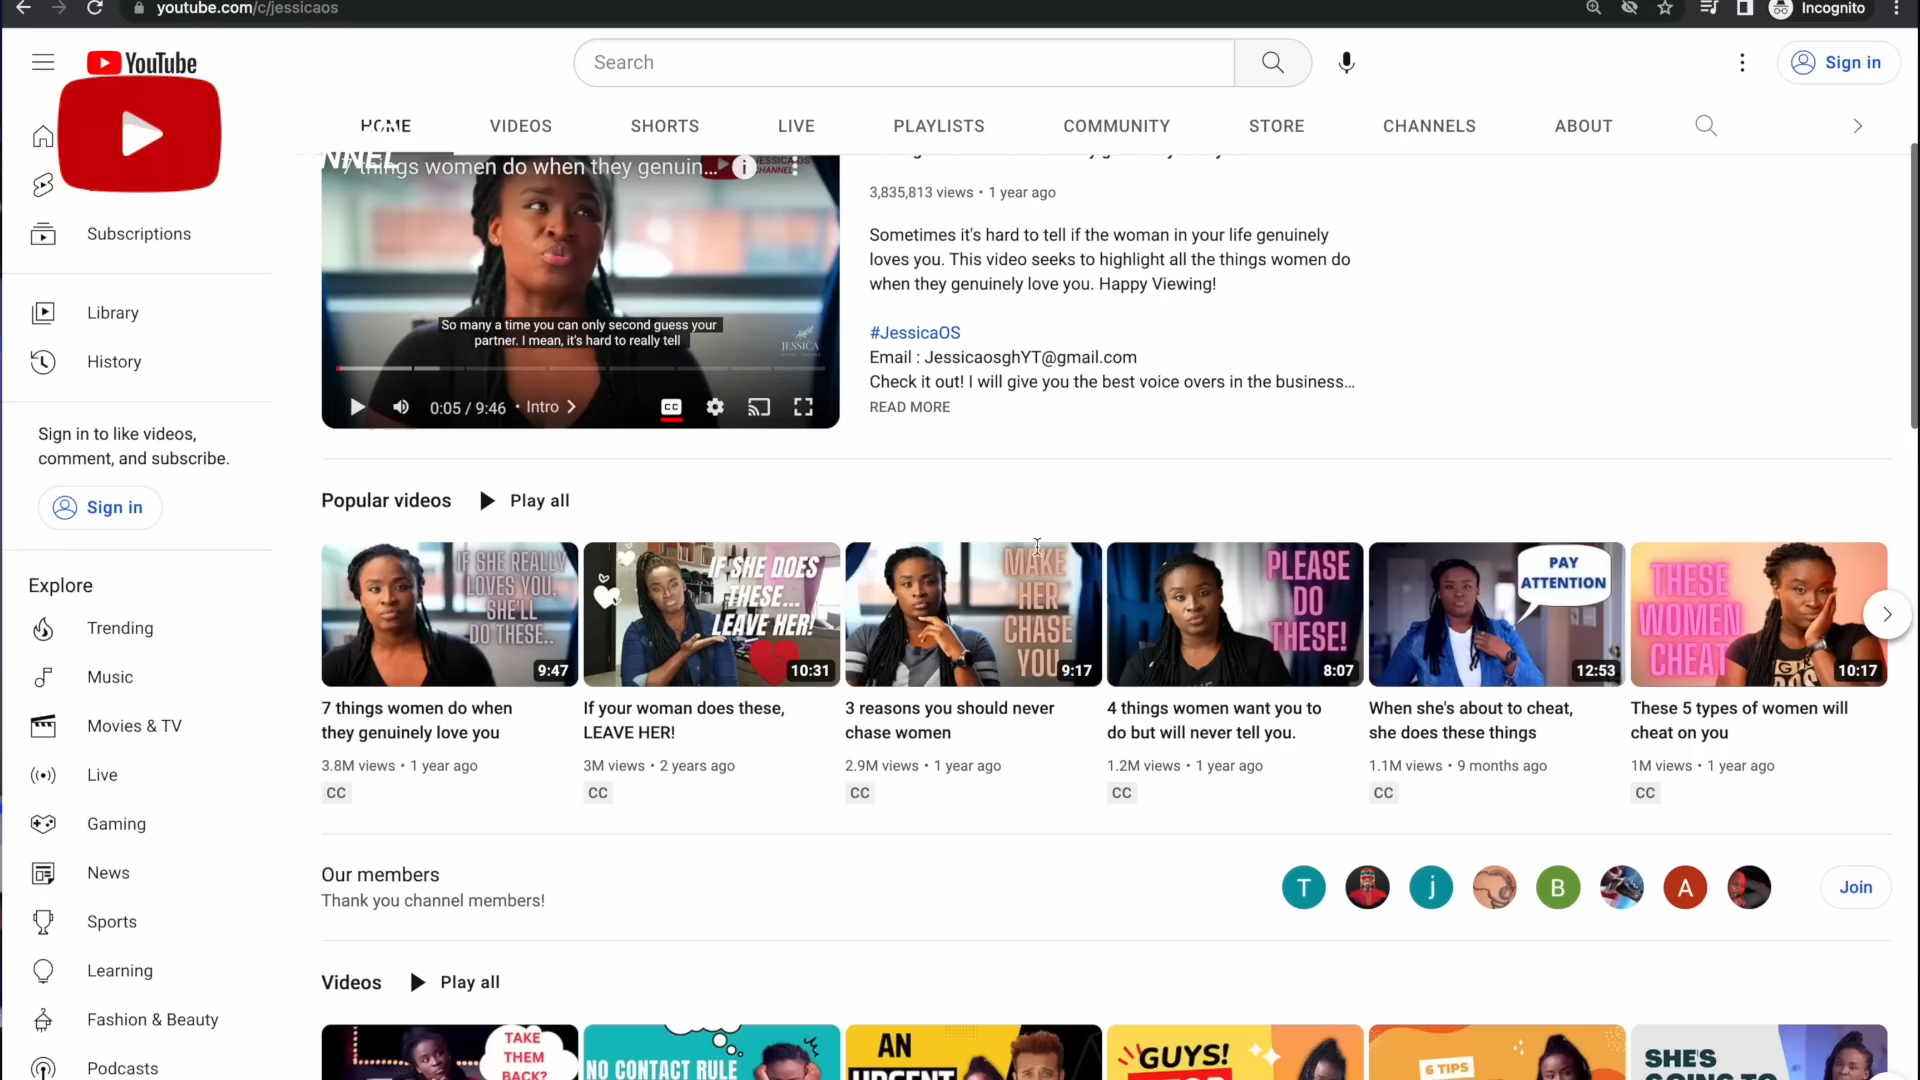 youtube.com/c/jessicaos
Incognito
YouTube
Search
Sign in
HOME
VIDEOS
SHORTS
LIVE
PLAYLISTS
COMMUNITY
STORE
CHANNELS
ABOUT
NNEL
7 things women do when they genuin...
JESSICAOS
CHANNEL
So many a time you can only second guess your
partner. I mean, it's hard to really tell
JESSICA
0:05 / 9:46 • Intro
CC
3,835,813 views • 1 year ago
Sometimes it's hard to tell if the woman in your life genuinely
loves you. This video seeks to highlight all the things women do
when they genuinely love you. Happy Viewing!
#JessicaOS
Email : JessicaosghYT@gmail.com
Check it out! I will give you the best voice overs in the business...
READ MORE
Subscriptions
Library
History
Sign in to like videos,
comment, and subscribe.
Sign in
Explore
Trending
Music
Movies & TV
Live
Gaming
News
Sports
Learning
Fashion & Beauty
Podcasts
Popular videos
Play all
IF SHE REALLY
LOVES YOU,
SHE'LL
DO THESE..
9:47
7 things women do when
they genuinely love you
3.8M views • 1 year ago
CC
IF SHE DOES
THESE...
LEAVE HER!
10:31
If your woman does these,
LEAVE HER!
3M views • 2 years ago
CC
MAKE
HER
CHASE
YOU
9:17
3 reasons you should never
chase women
2.9M views • 1 year ago
CC
PLEASE
DO
THESE!
8:07
4 things women want you to
do but will never tell you.
1.2M views • 1 year ago
CC
PAY
ATTENTION
12:53
When she's about to cheat,
she does these things
1.1M views • 9 months ago
CC
THESE
WOMEN
CHEAT
10:17
These 5 types of women will
cheat on you
1M views • 1 year ago
CC
Our members
Thank you channel members!
T
j
B
A
Join
Videos
Play all
TAKE
THEM
BACK?
NO CONTACT RULE
AN
URGENT
GUYS!
6 TIPS
SHE'S
GOING TO